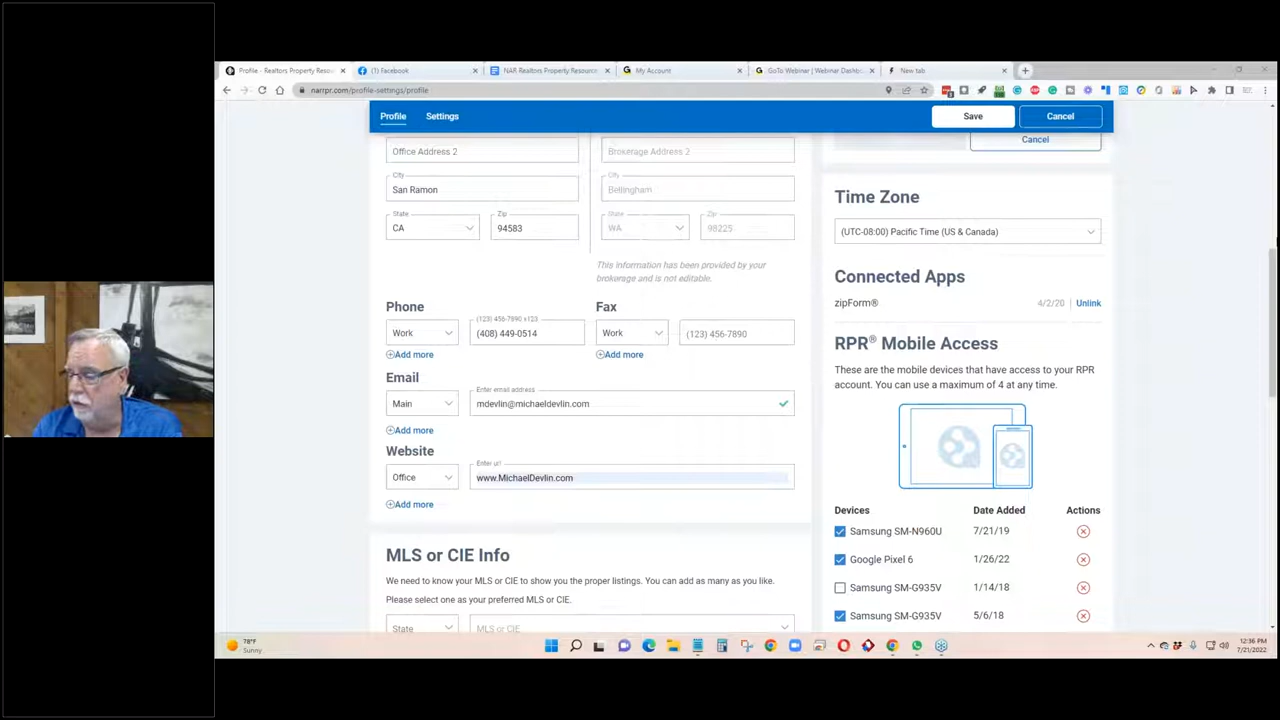 Profile - Realtors Property Resou
(1) Facebook
NAR, Realtors Property Resourc
My Account
GoTo Webinar | Webinar Dashb
New tab
narrpr.com/profile-settings/profile
Profile
Settings
Save
Cancel
Office Address 2
Brokerage Address 2
Cancel
City
San Ramon
City
Bellingham
Time Zone
State
CA
Zip
94583
State
WA
Zip
98225
(UTC-08:00) Pacific Time (US & Canada)
This information has been provided by your
brokerage and is not editable.
Connected Apps
zipForm®
4/2/20
Unlink
Phone
Fax
Work
(123) 456-7890 x123
(408) 449-0514
Work
(123) 456-7890
Add more
Add more
RPR® Mobile Access
These are the mobile devices that have access to your RPR
account. You can use a maximum of 4 at any time.
Email
Main
Enter email address
mdevlin@michaeldevlin.com
Add more
Website
Office
Enter url
www.MichaelDevlin.com
Add more
Devices
Date Added
Actions
Samsung SM-N960U
7/21/19
Google Pixel 6
1/26/22
Samsung SM-G935V
1/14/18
Samsung SM-G935V
5/6/18
MLS or CIE Info
We need to know your MLS or CIE to show you the proper listings. You can add as many as you like.
Please select one as your preferred MLS or CIE.
State
MLS or CIE
78°F
Sunny
12:36 PM
7/21/2022